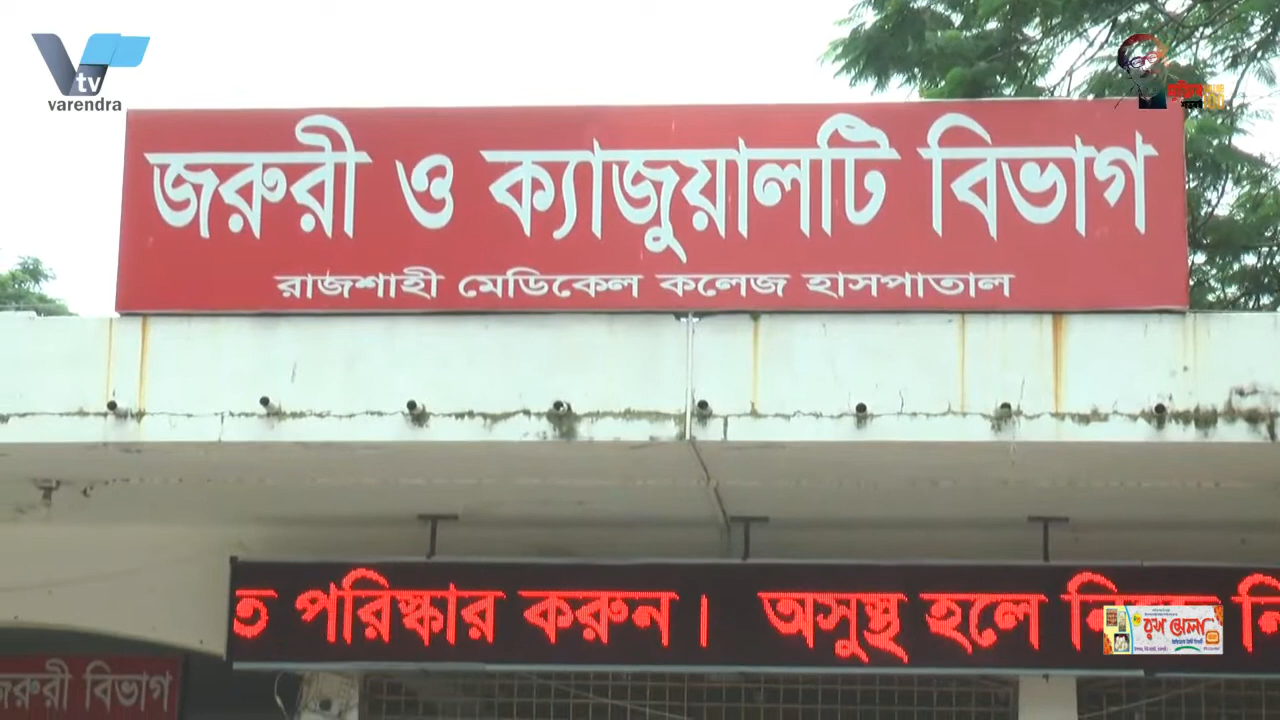 tv
varendra
জরুরী ও ক্যাজুয়ালটি বিভাগ
রাজশাহী মেডিকেল কলেজ হাসপাতাল
ত পরিস্কার করুন। অসুস্থ হলে
জরুরী বিভাগ